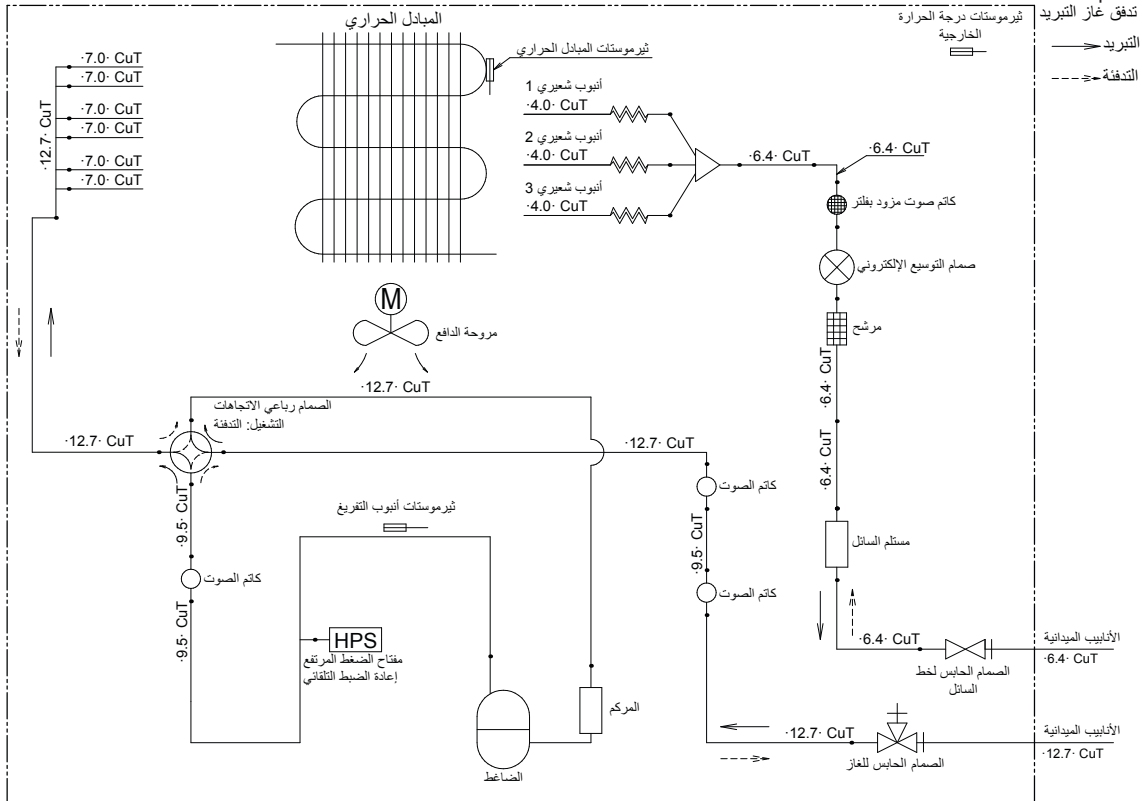 تدفق غاز التبريد
التبريد
التدفئة
ثيرموستات درجة الحرارة
الخارجية
المبادل الحراري
ثيرموستات المبادل الحراري
·7.0· CuT
·7.0· CuT
·7.0· CuT
·7.0· CuT
·7.0· CuT
·7.0· CuT
·12.7· CuT
أنبوب شعيري 1
·4.0· CuT
أنبوب شعيري 2
·4.0· CuT
أنبوب شعيري 3
·4.0· CuT
·6.4· CuT
·6.4· CuT
كاتم صوت مزود بفلتر
صمام التوسيع الإلكتروني
مرشح
·6.4· CuT
·6.4· CuT
M
مروحة الدافع
·12.7· CuT
الصمام رباعي الاتجاهات
التشغيل: التدفئة
·12.7· CuT
·12.7· CuT
كاتم الصوت
·9.5· CuT
كاتم الصوت
ثيرموستات أنبوب التفريغ
·9.5· CuT
كاتم الصوت
·9.5· CuT
HPS
مفتاح الضغط المرتفع
إعادة الضبط التلقائي
المركم
الضاغط
مستلم السائل
·6.4· CuT
الصمام الحابس لخط
السائل
الأنابيب الميدانية
·6.4· CuT
·12.7· CuT
الصمام الحابس للغاز
الأنابيب الميدانية
·12.7· CuT